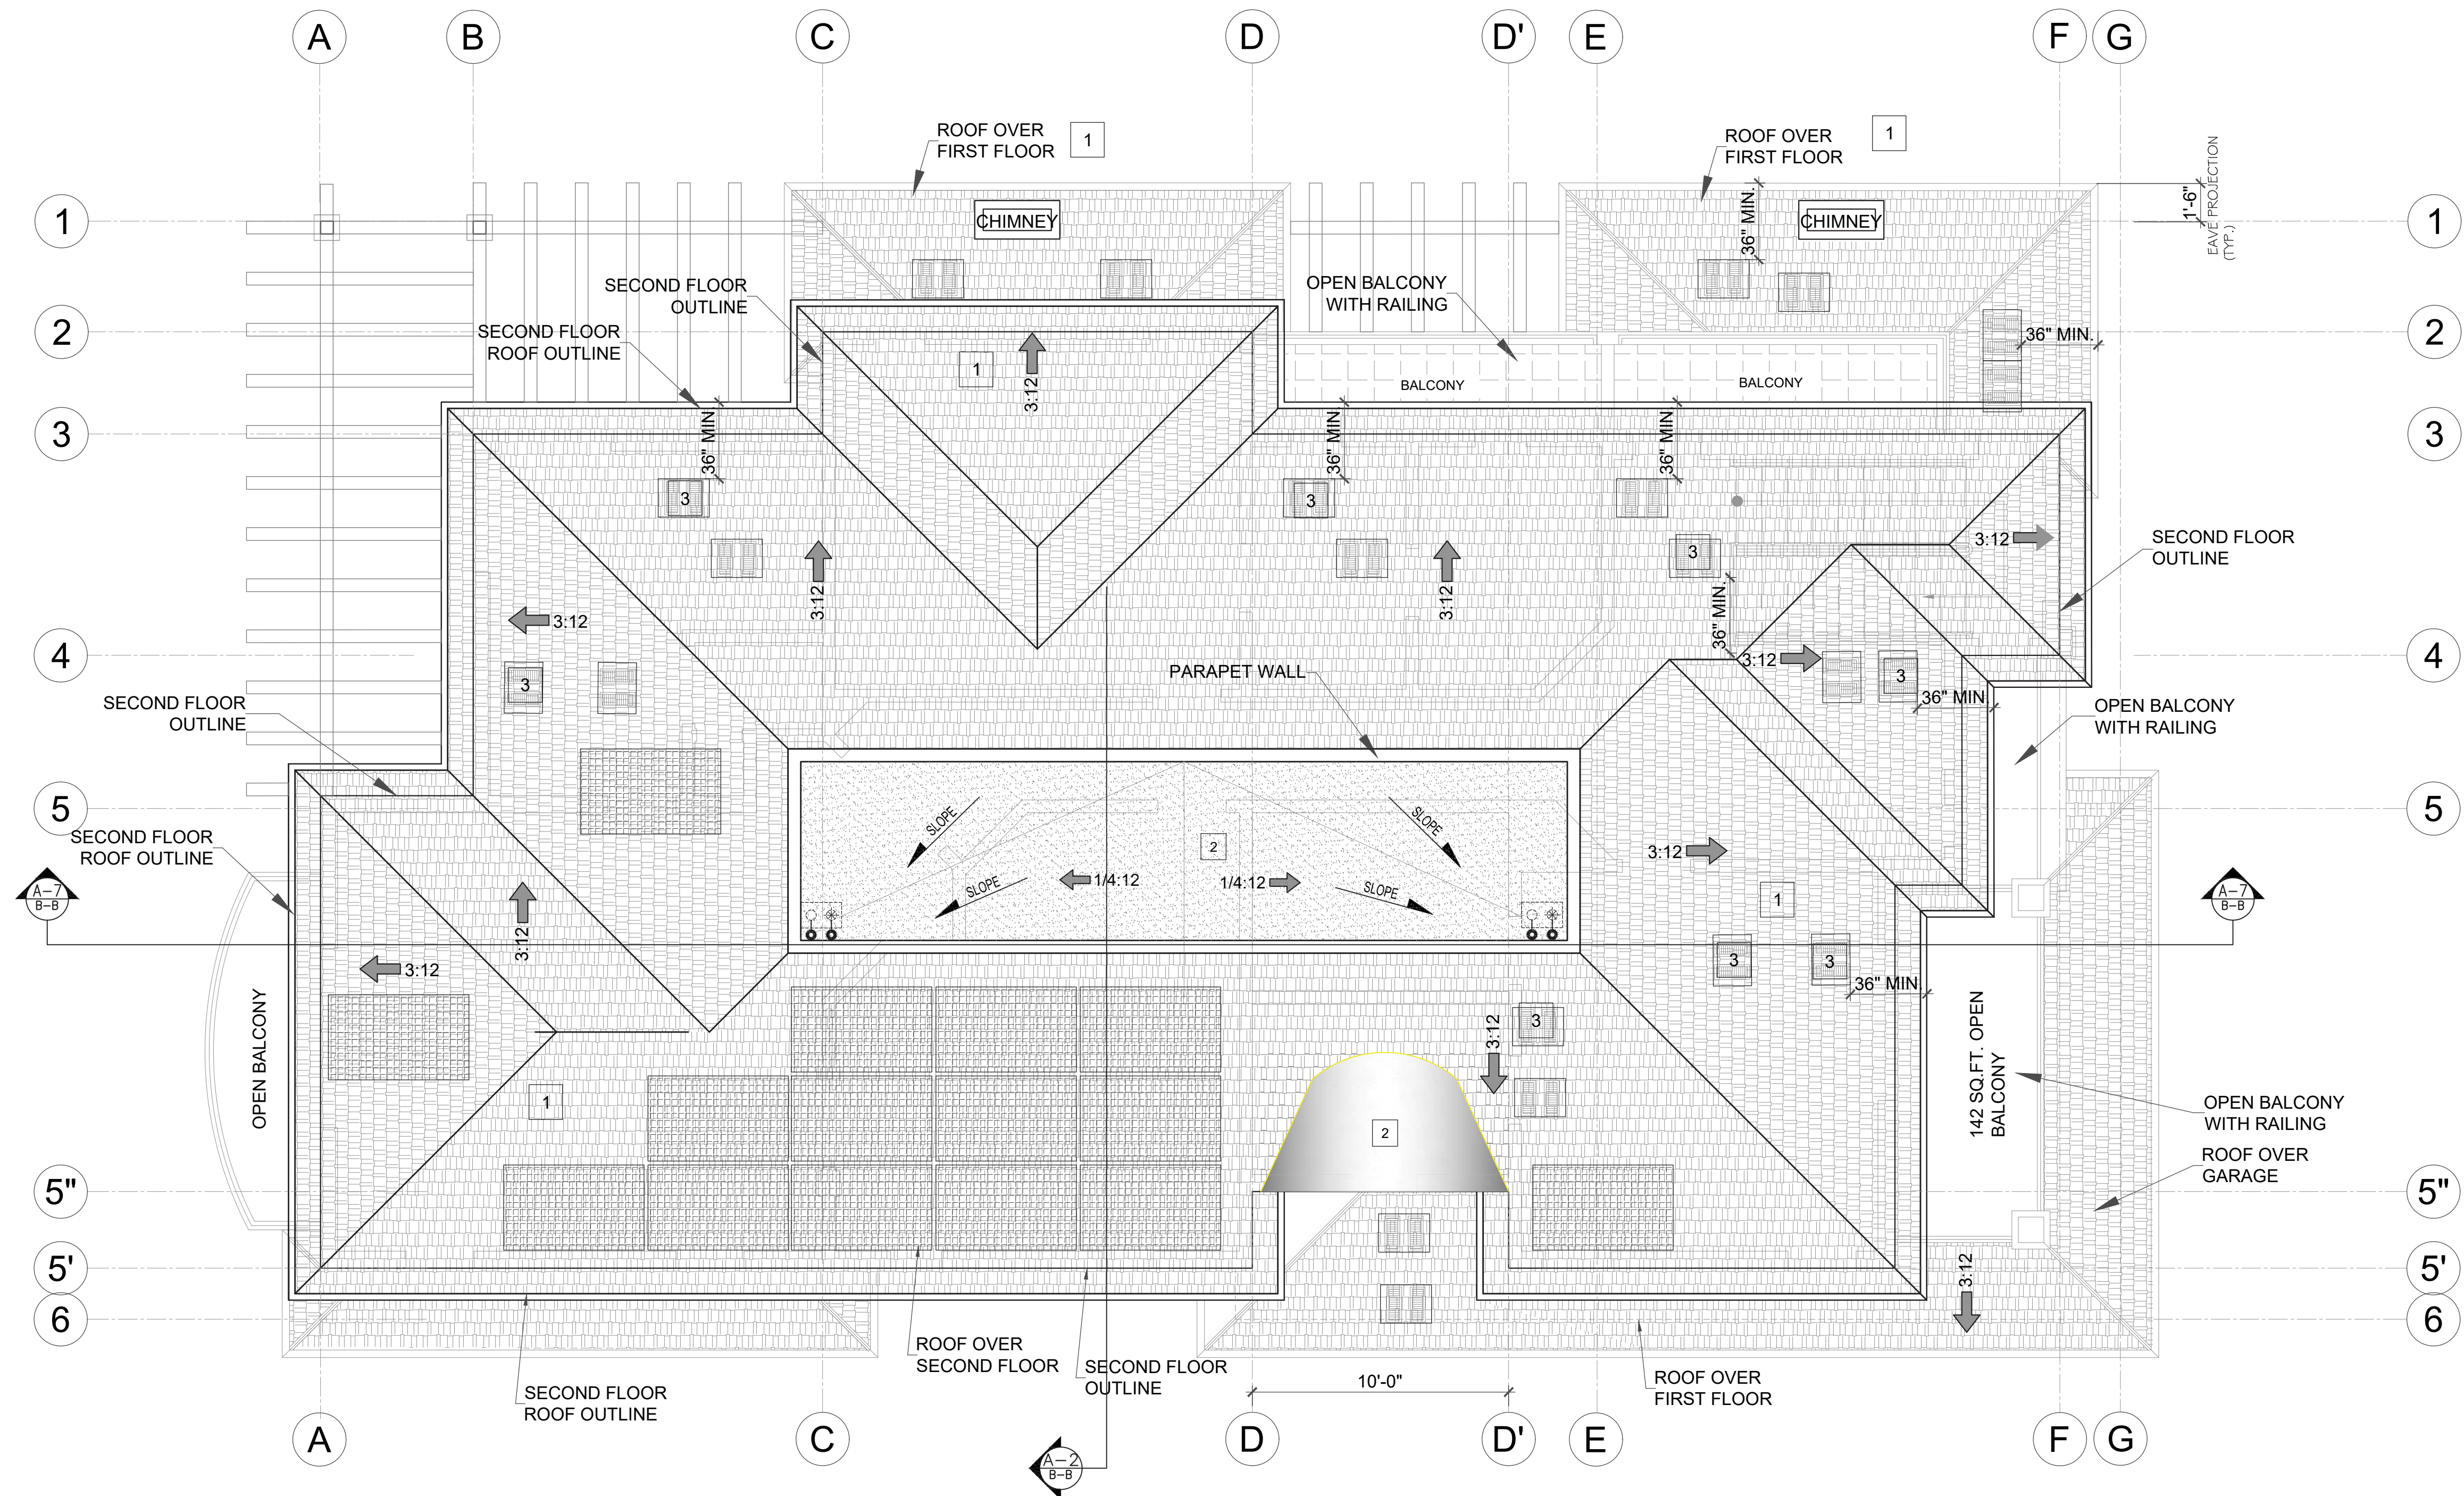 A
B
C
D
D'
E
F
G
ROOF OVER
FIRST FLOOR
1
ROOF OVER
FIRST FLOOR
1
1'-6"
EAVE PROJECTION
(TYP.)
1
CHIMNEY
CHIMNEY
36" MIN.
1
SECOND FLOOR
OUTLINE
OPEN BALCONY
WITH RAILING
2
SECOND FLOOR
ROOF OUTLINE
1
3:12
BALCONY
BALCONY
36" MIN.
2
3
36" MIN.
36" MIN.
36" MIN.
3
3
3
3
3:12
3:12
3:12
SECOND FLOOR
OUTLINE
3:12
36" MIN.
4
PARAPET WALL
3:12
3
36" MIN.
4
3
SECOND FLOOR
OUTLINE
OPEN BALCONY
WITH RAILING
5
SLOPE
SLOPE
5
SECOND FLOOR
ROOF OUTLINE
2
3:12
A-7
B-B
SLOPE
1/4:12
1/4:12
SLOPE
1
A-7
B-B
3:12
3:12
3
3
36" MIN.
OPEN BALCONY
3:12
3
142 SQ.FT. OPEN
BALCONY
1
2
OPEN BALCONY
WITH RAILING
ROOF OVER
GARAGE
5"
5"
5'
3:12
5'
6
6
ROOF OVER
SECOND FLOOR
SECOND FLOOR
OUTLINE
SECOND FLOOR
ROOF OUTLINE
10'-0"
ROOF OVER
FIRST FLOOR
A
C
D
D'
E
F
G
A-2
B-B